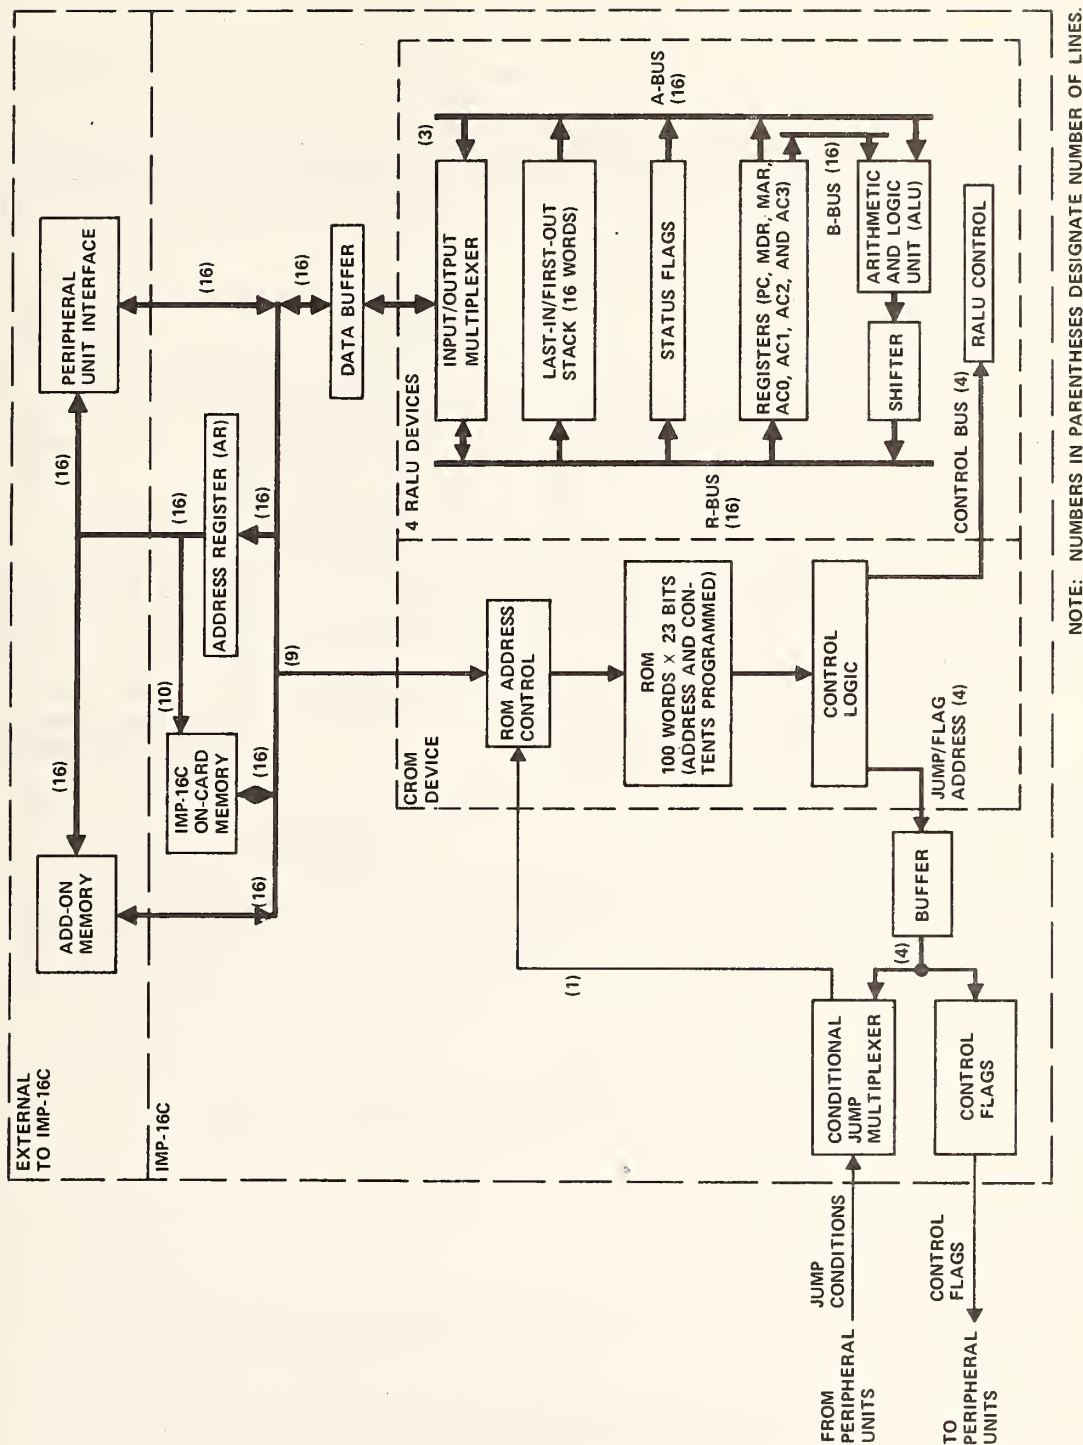 EXTERNAL
TO IMP-16C
IMP-16C
ADD-ON
MEMORY
PERIPHERAL
UNIT INTERFACE
(16)
(16)
(16)
(10)
(16)
IMP-16C
ON-CARD
MEMORY
ADDRESS REGISTER (AR)
(16)
(16)
(16)
(16)
(9)
(16)
DATA BUFFER
CROM
DEVICE
4 RALU DEVICES
ROM ADDRESS
CONTROL
ROM
100 WORDS x 23 BITS
(ADDRESS AND CON-
TENTS PROGRAMMED)
CONTROL
LOGIC
JUMP/FLAG
ADDRESS (4)
CONTROL BUS (4)
INPUT/OUTPUT
MULTIPLEXER
(3)
LAST-IN/FIRST-OUT
STACK (16 WORDS)
STATUS FLAGS
REGISTERS (PC, MDR, MAR,
AC0, AC1, AC2, AND AC3)
R-BUS
(16)
A-BUS
(16)
B-BUS (16)
SHIFTER
ARITHMETIC
AND LOGIC
UNIT (ALU)
RALU CONTROL
(1)
BUFFER
(4)
CONDITIONAL
JUMP
MULTIPLEXER
CONTROL
FLAGS
JUMP
CONDITIONS
FROM
PERIPHERAL
UNITS
CONTROL
FLAGS
TO
PERIPHERAL
UNITS
NOTE: NUMBERS IN PARENTHESES DESIGNATE NUMBER OF LINES.